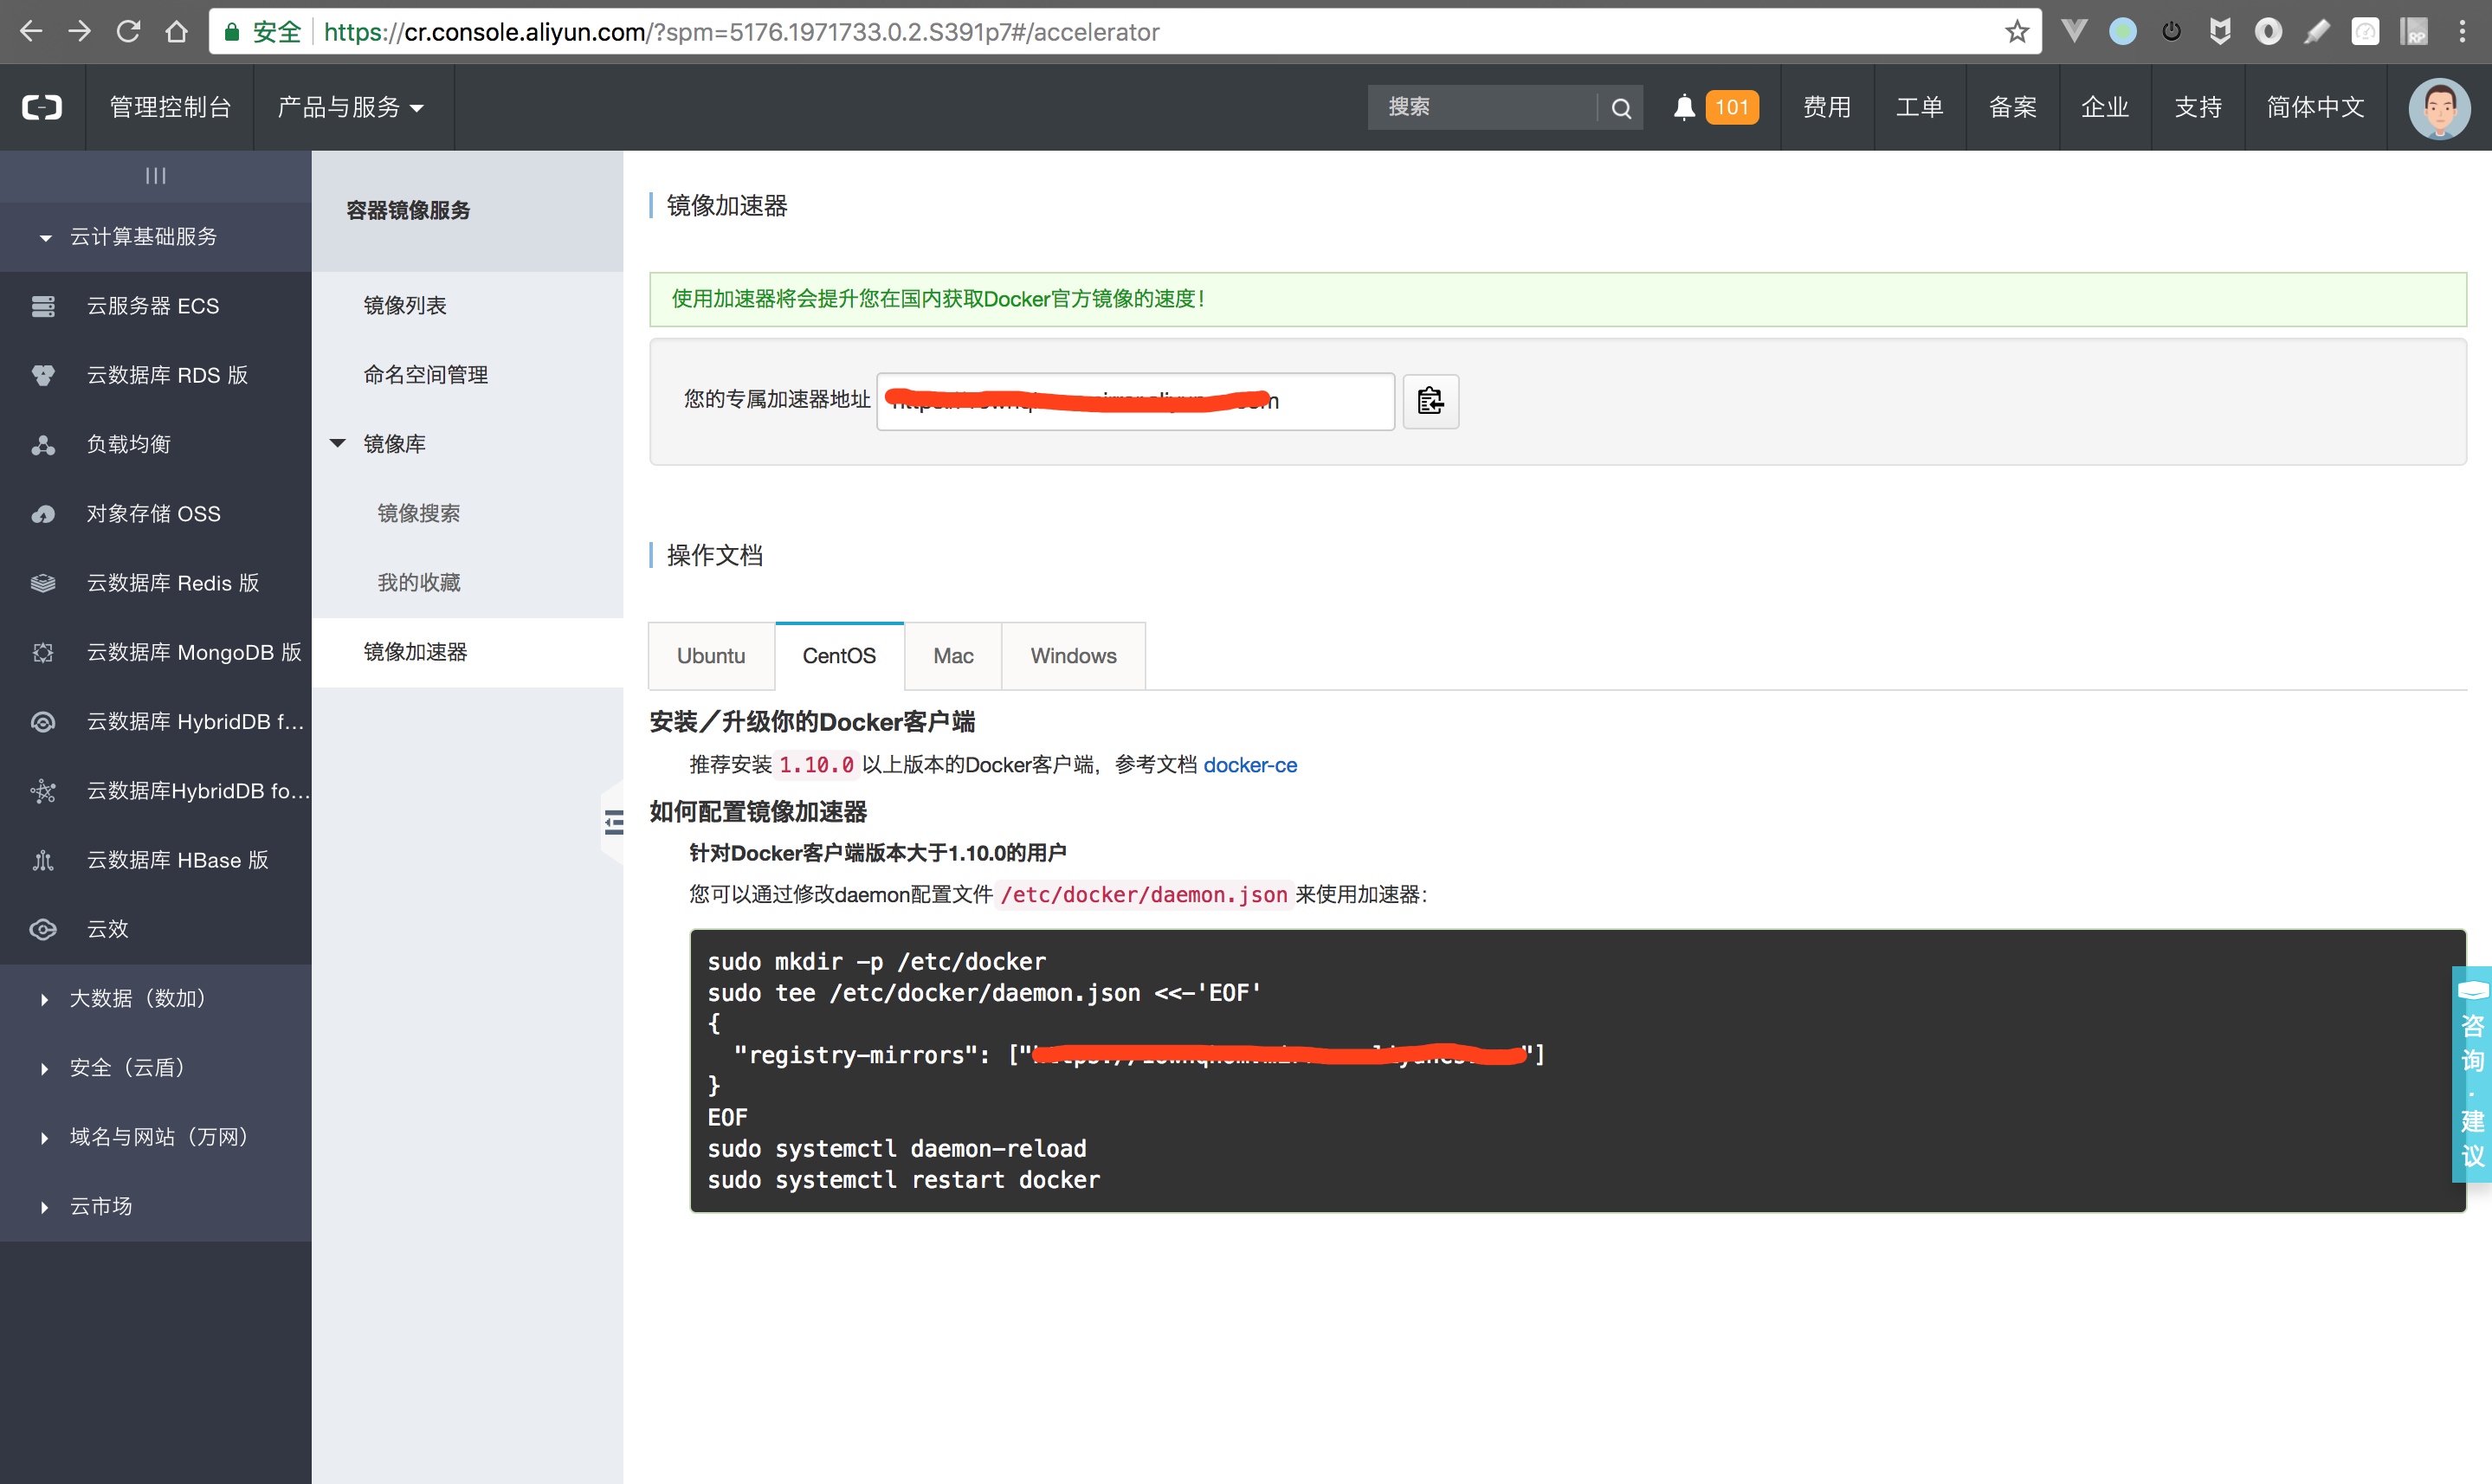 安全 https://cr.console.aliyun.com/?spm=5176.1971733.0.2.S391p7#/accelerator
管理控制台 产品与服务 搜索 101 费用 工单 备案 企业 支持 简体中文
云计算基础服务
云服务器 ECS
云数据库 RDS 版
负载均衡
对象存储 OSS
云数据库 Redis 版
云数据库 MongoDB 版
云数据库 HybridDB f...
云数据库HybridDB fo...
云数据库 HBase 版
云效
大数据（数加）
安全（云盾）
域名与网站（万网）
云市场
容器镜像服务
镜像列表
命名空间管理
镜像库
镜像搜索
我的收藏
镜像加速器
镜像加速器
使用加速器将会提升您在国内获取Docker官方镜像的速度！
您的专属加速器地址
操作文档
Ubuntu CentOS Mac Windows
安装／升级你的Docker客户端
推荐安装 1.10.0 以上版本的Docker客户端，参考文档 docker-ce
如何配置镜像加速器
针对Docker客户端版本大于1.10.0的用户
您可以通过修改daemon配置文件 /etc/docker/daemon.json 来使用加速器：
sudo mkdir -p /etc/docker
sudo tee /etc/docker/daemon.json <<-'EOF'
{
"registry-mirrors": [" "]
}
EOF
sudo systemctl daemon-reload
sudo systemctl restart docker
咨询·建议